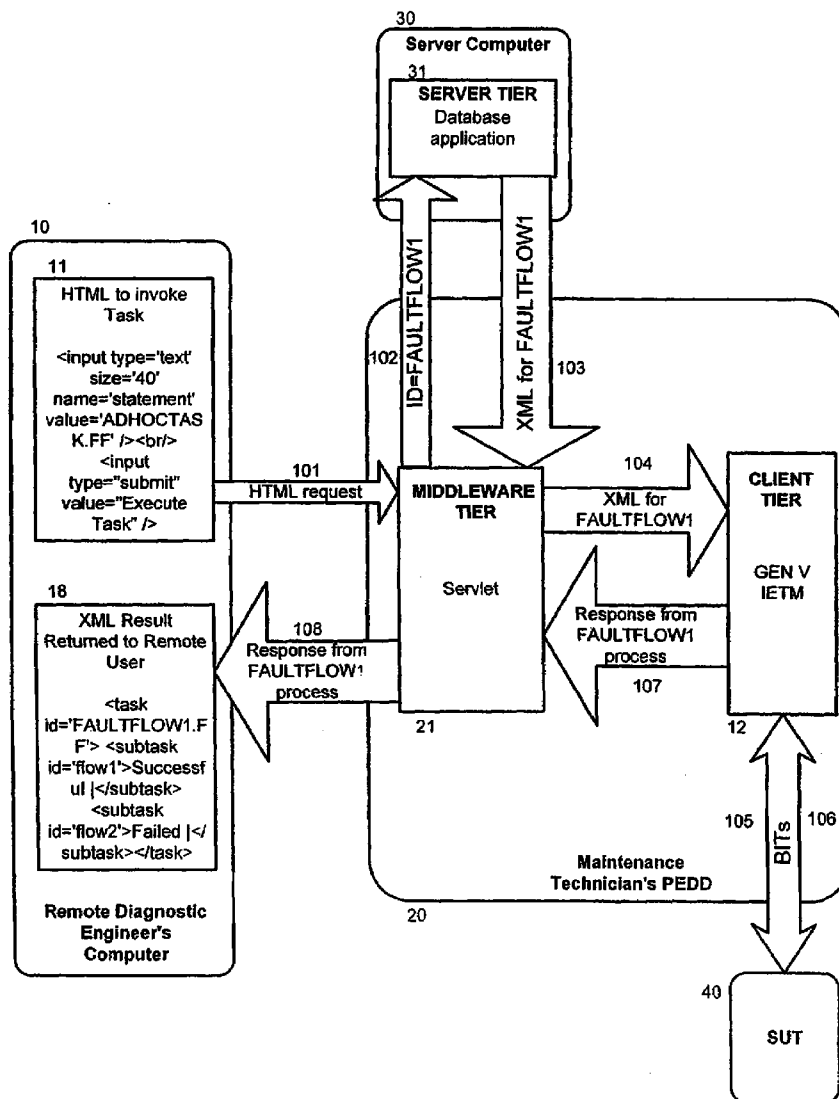 30
Server Computer
31
SERVER TIER
Database
application
10
11
HTML to invoke
Task
<input type='text'
size='40'
name='statement'
value='ADHOCTAS
K.FF' /><br/>
<input
type="submit"
value="Execute
Task" />
102
ID=FAULTFLOW1
XML for FAULTFLOW1
103
101
HTML request
MIDDLEWARE
TIER
Servlet
21
104
XML for
FAULTFLOW1
CLIENT
TIER
GEN V
IETM
12
Response from
FAULTFLOW1
process
107
108
Response from
FAULTFLOW1
process
18
XML Result
Returned to Remote
User
<task
id='FAULTFLOW1.F
F'> <subtask
id='flow1'>Successf
ul |</subtask>
<subtask
id='flow2'>Failed |</
subtask></task>
Remote Diagnostic
Engineer's
Computer
105
BITs
106
Maintenance
Technician's PEDD
20
40
SUT